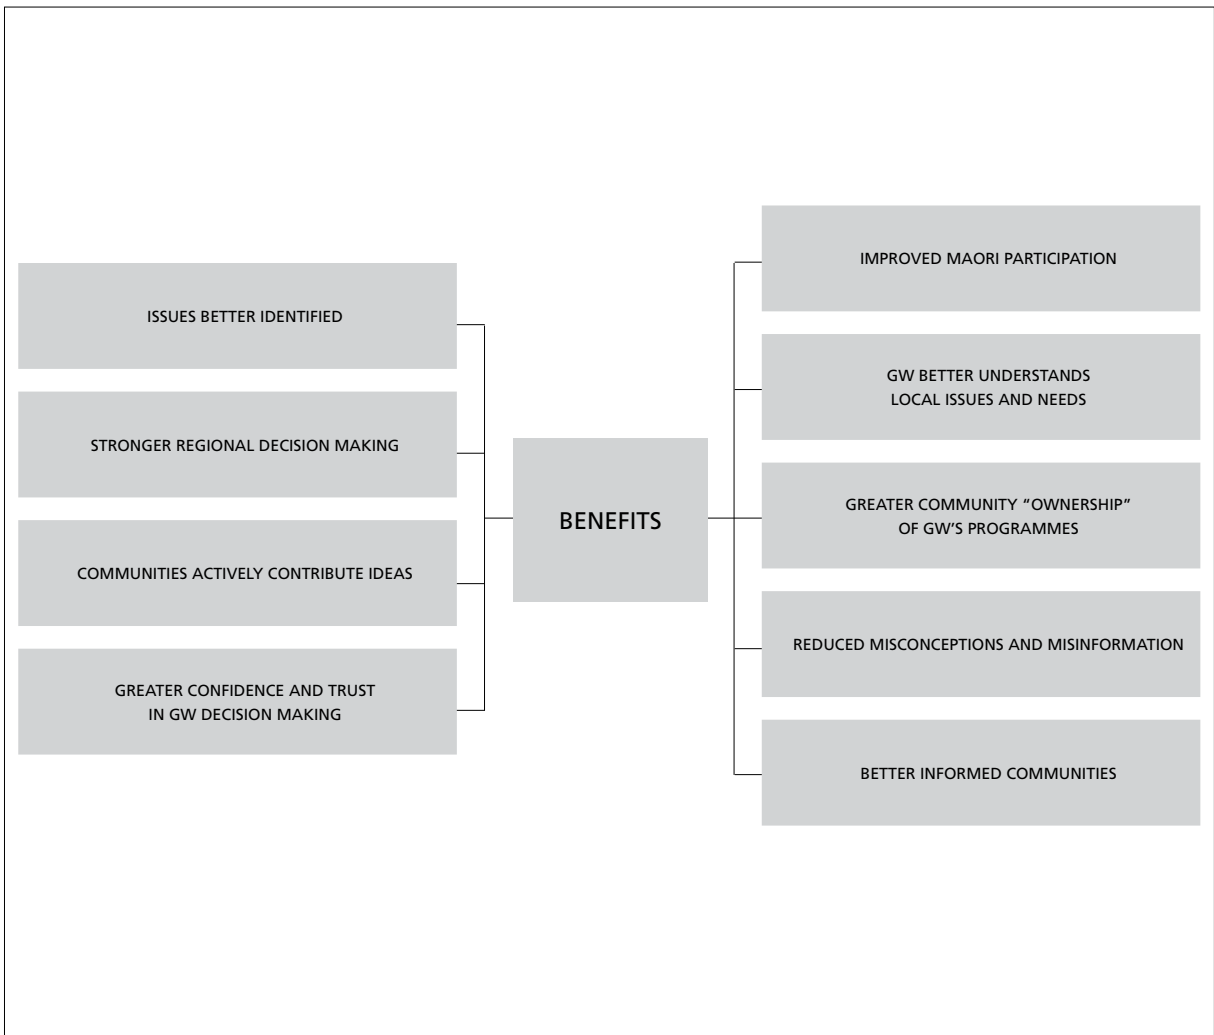 ISSUES BETTER IDENTIFIED
STRONGER REGIONAL DECISION MAKING
COMMUNITIES ACTIVELY CONTRIBUTE IDEAS
GREATER CONFIDENCE AND TRUST
IN GW DECISION MAKING
BENEFITS
IMPROVED MAORI PARTICIPATION
GW BETTER UNDERSTANDS
LOCAL ISSUES AND NEEDS
GREATER COMMUNITY “OWNERSHIP”
OF GW’S PROGRAMMES
REDUCED MISCONCEPTIONS AND MISINFORMATION
BETTER INFORMED COMMUNITIES